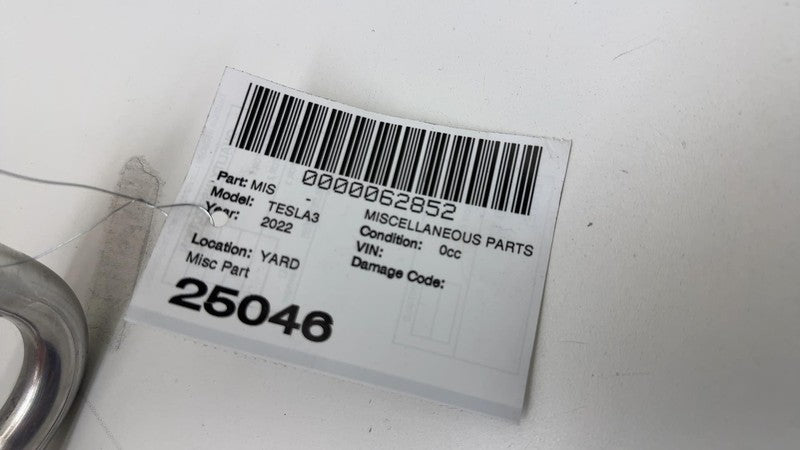 0000062852
Part: MIS - MISCELLANEOUS PARTS
Model: TESLA3 Condition: 0cc
Year: 2022 VIN:
Location: YARD Damage Code:
Misc Part
25046